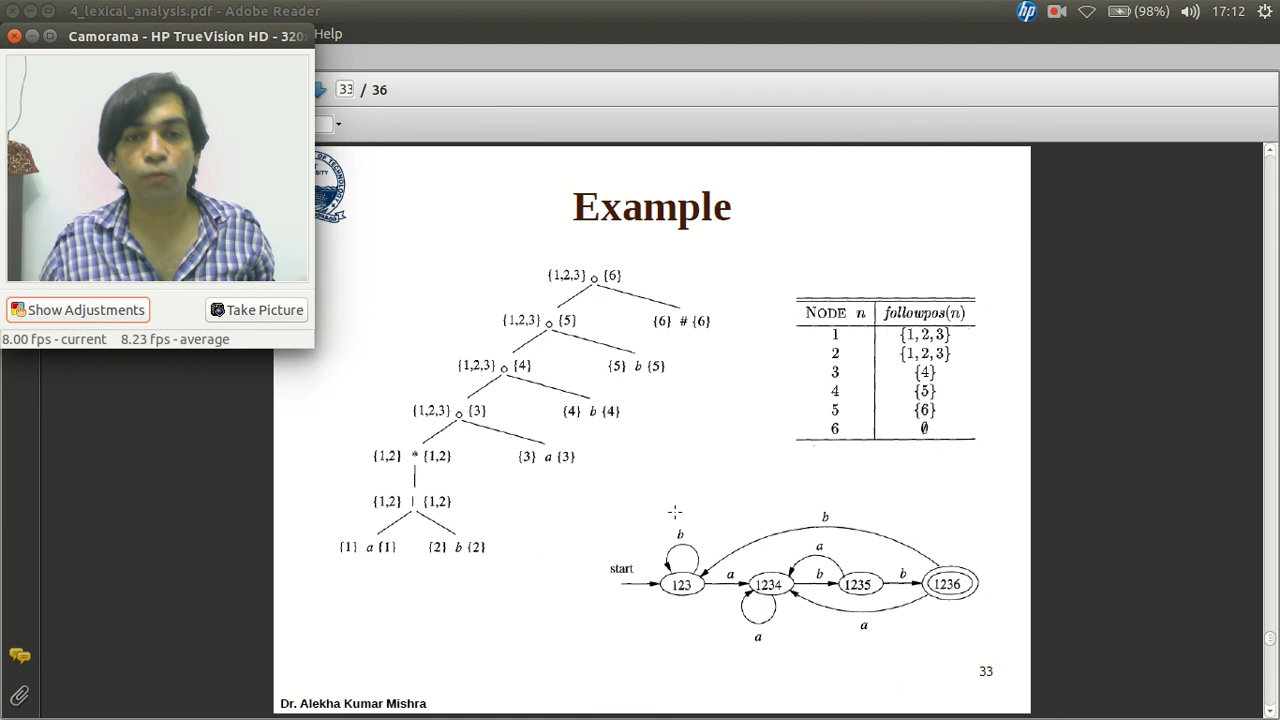 4_lexical_analysis.pdf - Adobe Reader
(98%) 17:12
Camorama - HP TrueVision HD - 320x
Help
33 / 36
Show Adjustments
Take Picture
8.00 fps - current 8.23 fps - average
Example
{1,2,3} {6}
{1,2,3} {5}
{6} # {6}
{1,2,3} {4}
{5} b {5}
{1,2,3} {3}
{4} b {4}
{1,2} * {1,2}
{3} a {3}
{1,2} | {1,2}
{1} a {1}
{2} b {2}
NODE n followpos(n)
1 {1, 2, 3}
2 {1, 2, 3}
3 {4}
4 {5}
5 {6}
6 ∅
b
b
a
start
123
a
1234
b
1235
b
1236
a
a
33
Dr. Alekha Kumar Mishra